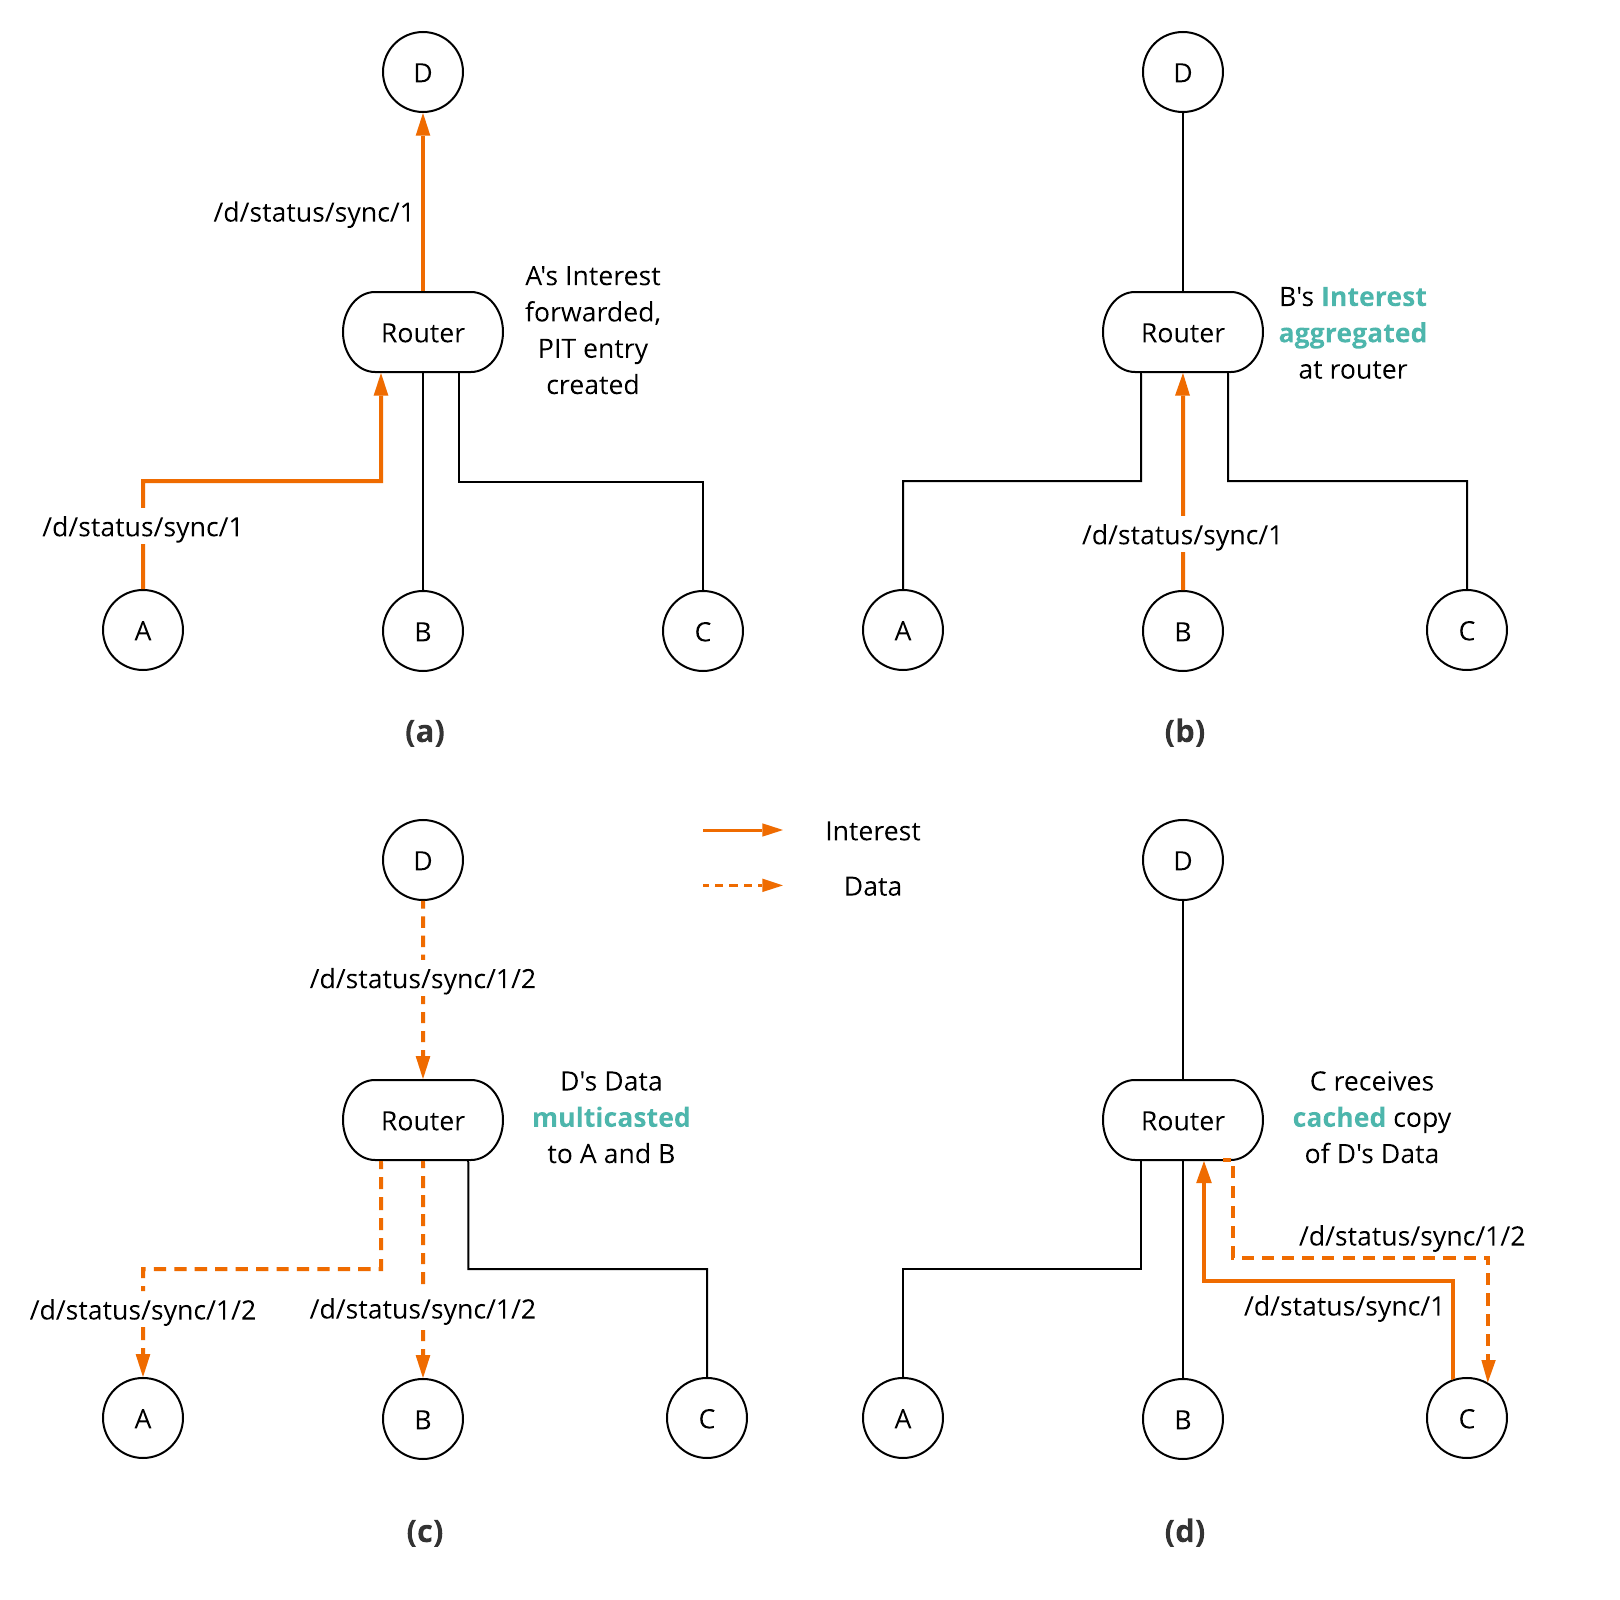 D
/d/status/sync/1
A's Interest
forwarded,
PIT entry
created
Router
/d/status/sync/1
A
B
C
(a)
D
B's Interest
aggregated
at router
Router
/d/status/sync/1
A
B
C
(b)
Interest
Data
D
/d/status/sync/1/2
D's Data
multicasted
to A and B
Router
/d/status/sync/1/2
/d/status/sync/1/2
A
B
C
(c)
D
C receives
cached copy
of D's Data
Router
/d/status/sync/1/2
/d/status/sync/1
A
B
C
(d)